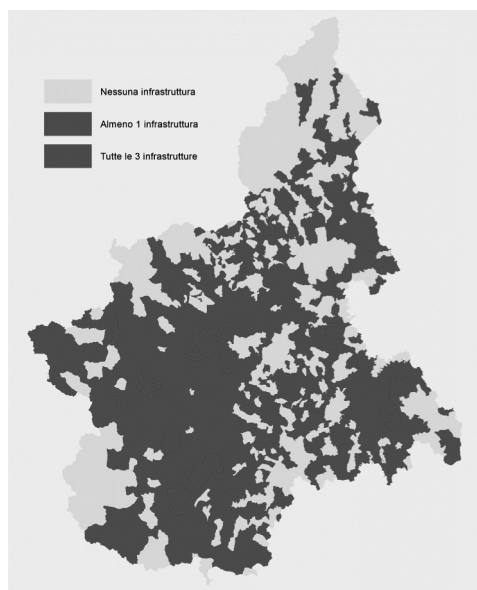 Nessuna infrastruttura
Almeno 1 infrastruttura
Tutte le 3 infrastrutture